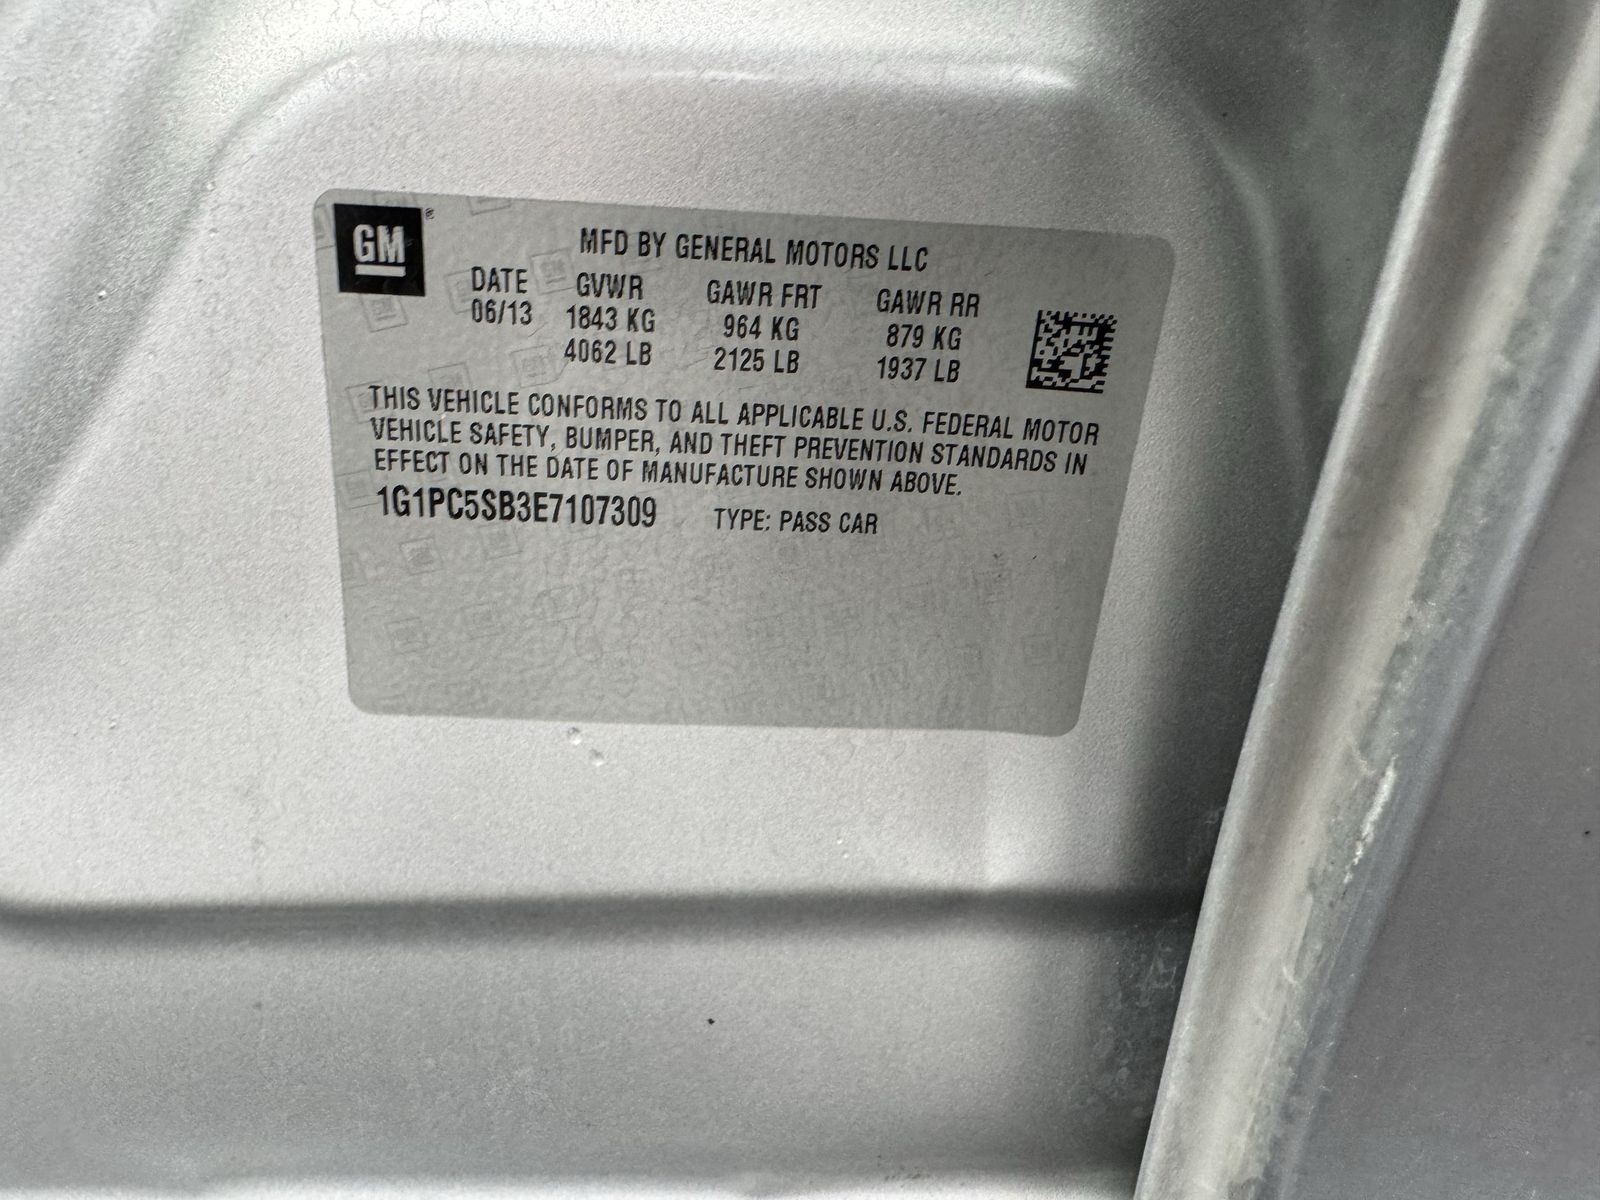 GM®
MFD BY GENERAL MOTORS LLC
DATE GVWR GAWR FRT GAWR RR
06/13 1843 KG 964 KG 879 KG
4062 LB 2125 LB 1937 LB
THIS VEHICLE CONFORMS TO ALL APPLICABLE U.S. FEDERAL MOTOR
VEHICLE SAFETY, BUMPER, AND THEFT PREVENTION STANDARDS IN
EFFECT ON THE DATE OF MANUFACTURE SHOWN ABOVE.
1G1PC5SB3E7107309 TYPE: PASS CAR